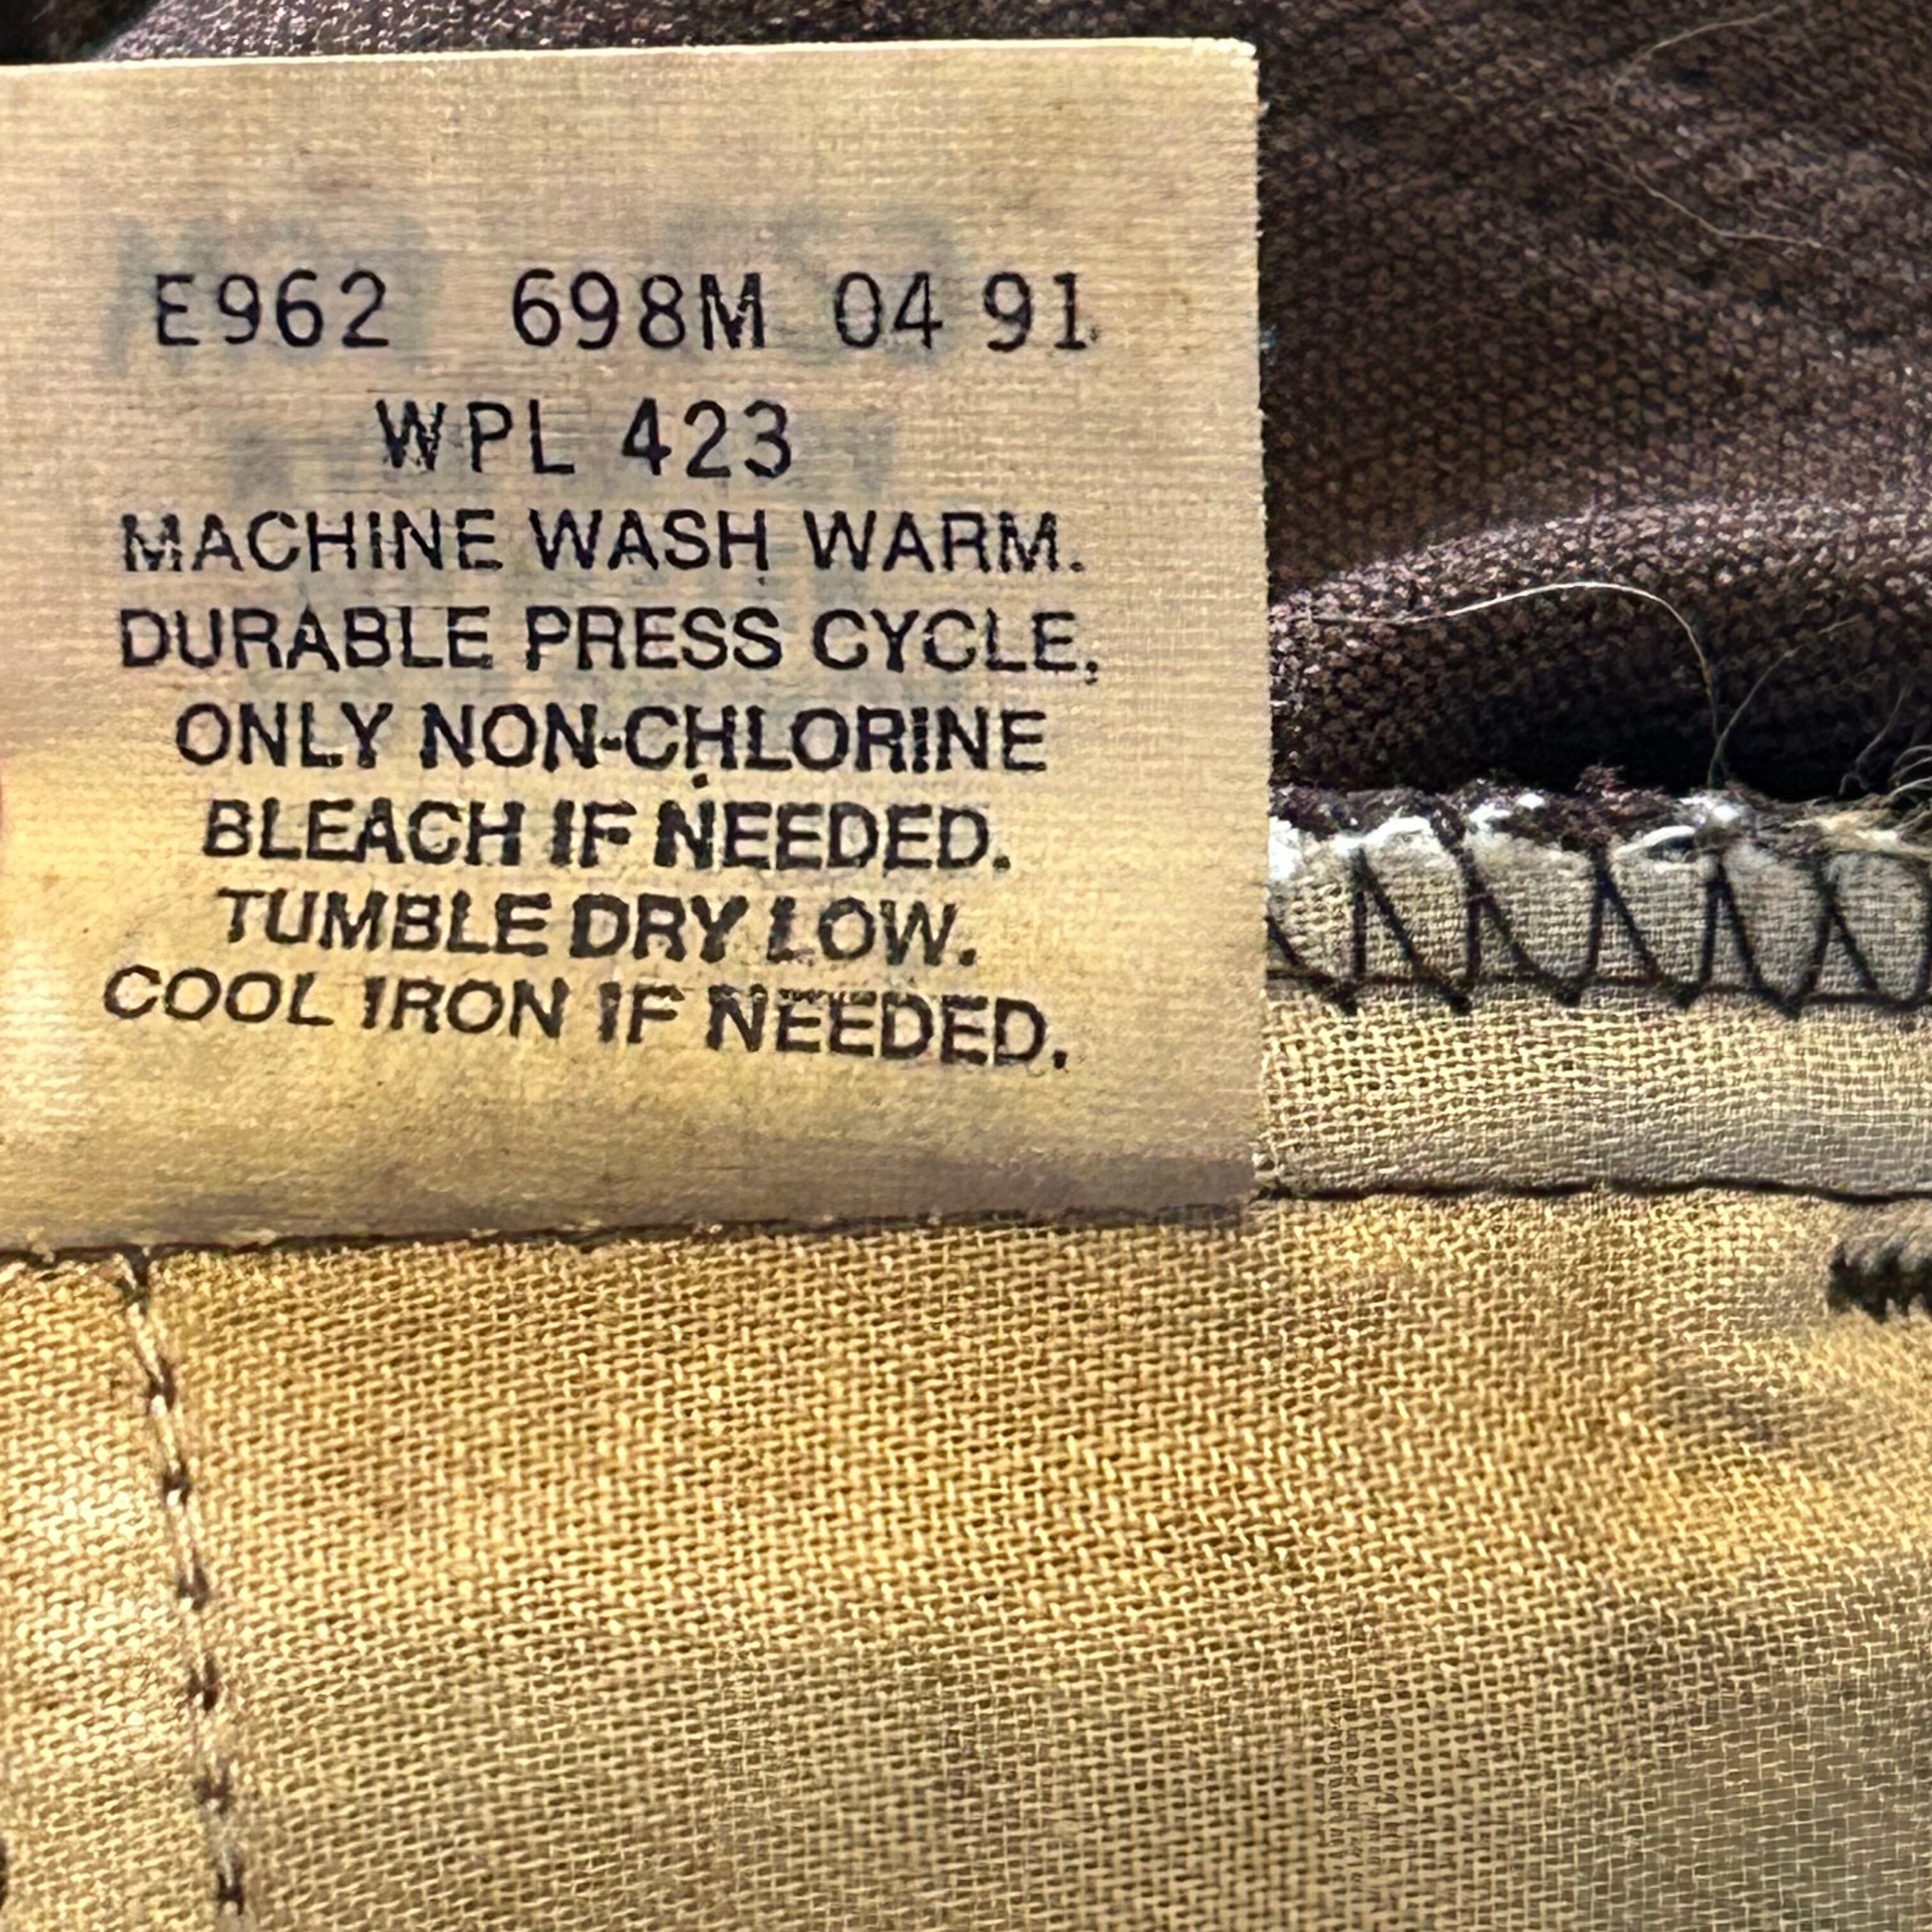 E962 698M 04 91
WPL 423
MACHINE WASH WARM.
DURABLE PRESS CYCLE,
ONLY NON-CHLORINE
BLEACH IF NEEDED.
TUMBLE DRY LOW.
COOL IRON IF NEEDED.